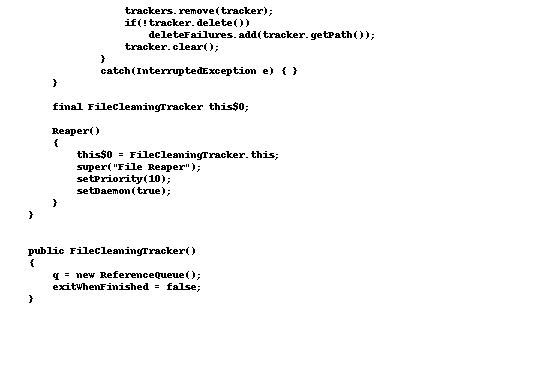 trackers.remove(tracker);
if(!tracker.delete())
deleteFailures.add(tracker.getPath());
tracker.clear();
}
catch(InterruptedException e) { }
}
final FileCleaningTracker this$0;
Reaper()
{
this$0 = FileCleaningTracker.this;
super("File Reaper");
setPriority(10);
setDaemon(true);
}
}
public FileCleaningTracker()
{
q = new ReferenceQueue();
exitWhenFinished = false;
}